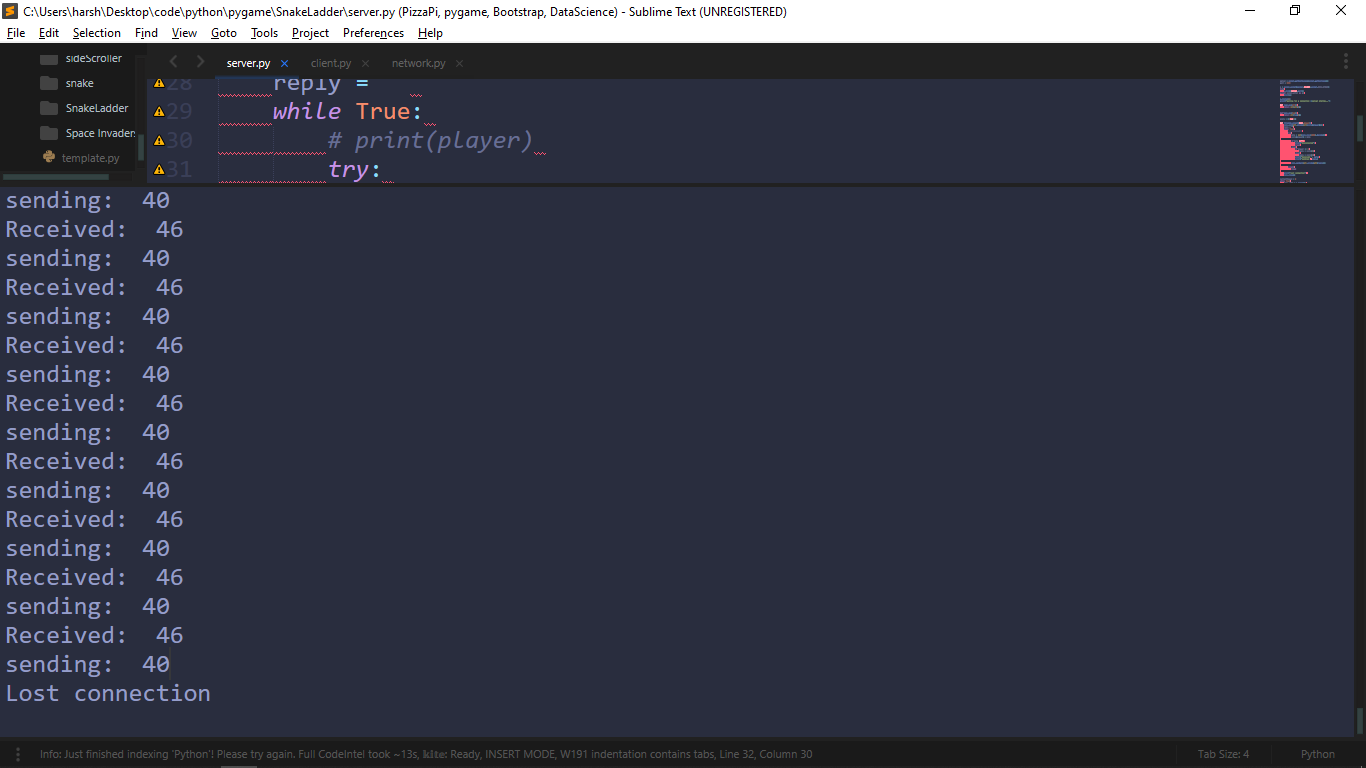 C:\Users\harsh\Desktop\code\python\pygame\SnakeLadder\server.py (PizzaPi, pygame, Bootstrap, DataScience) - Sublime Text (UNREGISTERED)
File Edit Selection Find View Goto Tools Project Preferences Help
sideScroller
snake
SnakeLadder
Space Invader
template.py
server.py × client.py × network.py ×
28 reply =
29 while True:
30 # print(player)
31 try:
sending: 40
Received: 46
sending: 40
Received: 46
sending: 40
Received: 46
sending: 40
Received: 46
sending: 40
Received: 46
sending: 40
Received: 46
sending: 40
Received: 46
sending: 40
Received: 46
sending: 40
Lost connection
Info: Just finished indexing 'Python'! Please try again. Full CodeIntel took ~13s, kite: Ready, INSERT MODE, W191 indentation contains tabs, Line 32, Column 30
Tab Size: 4
Python